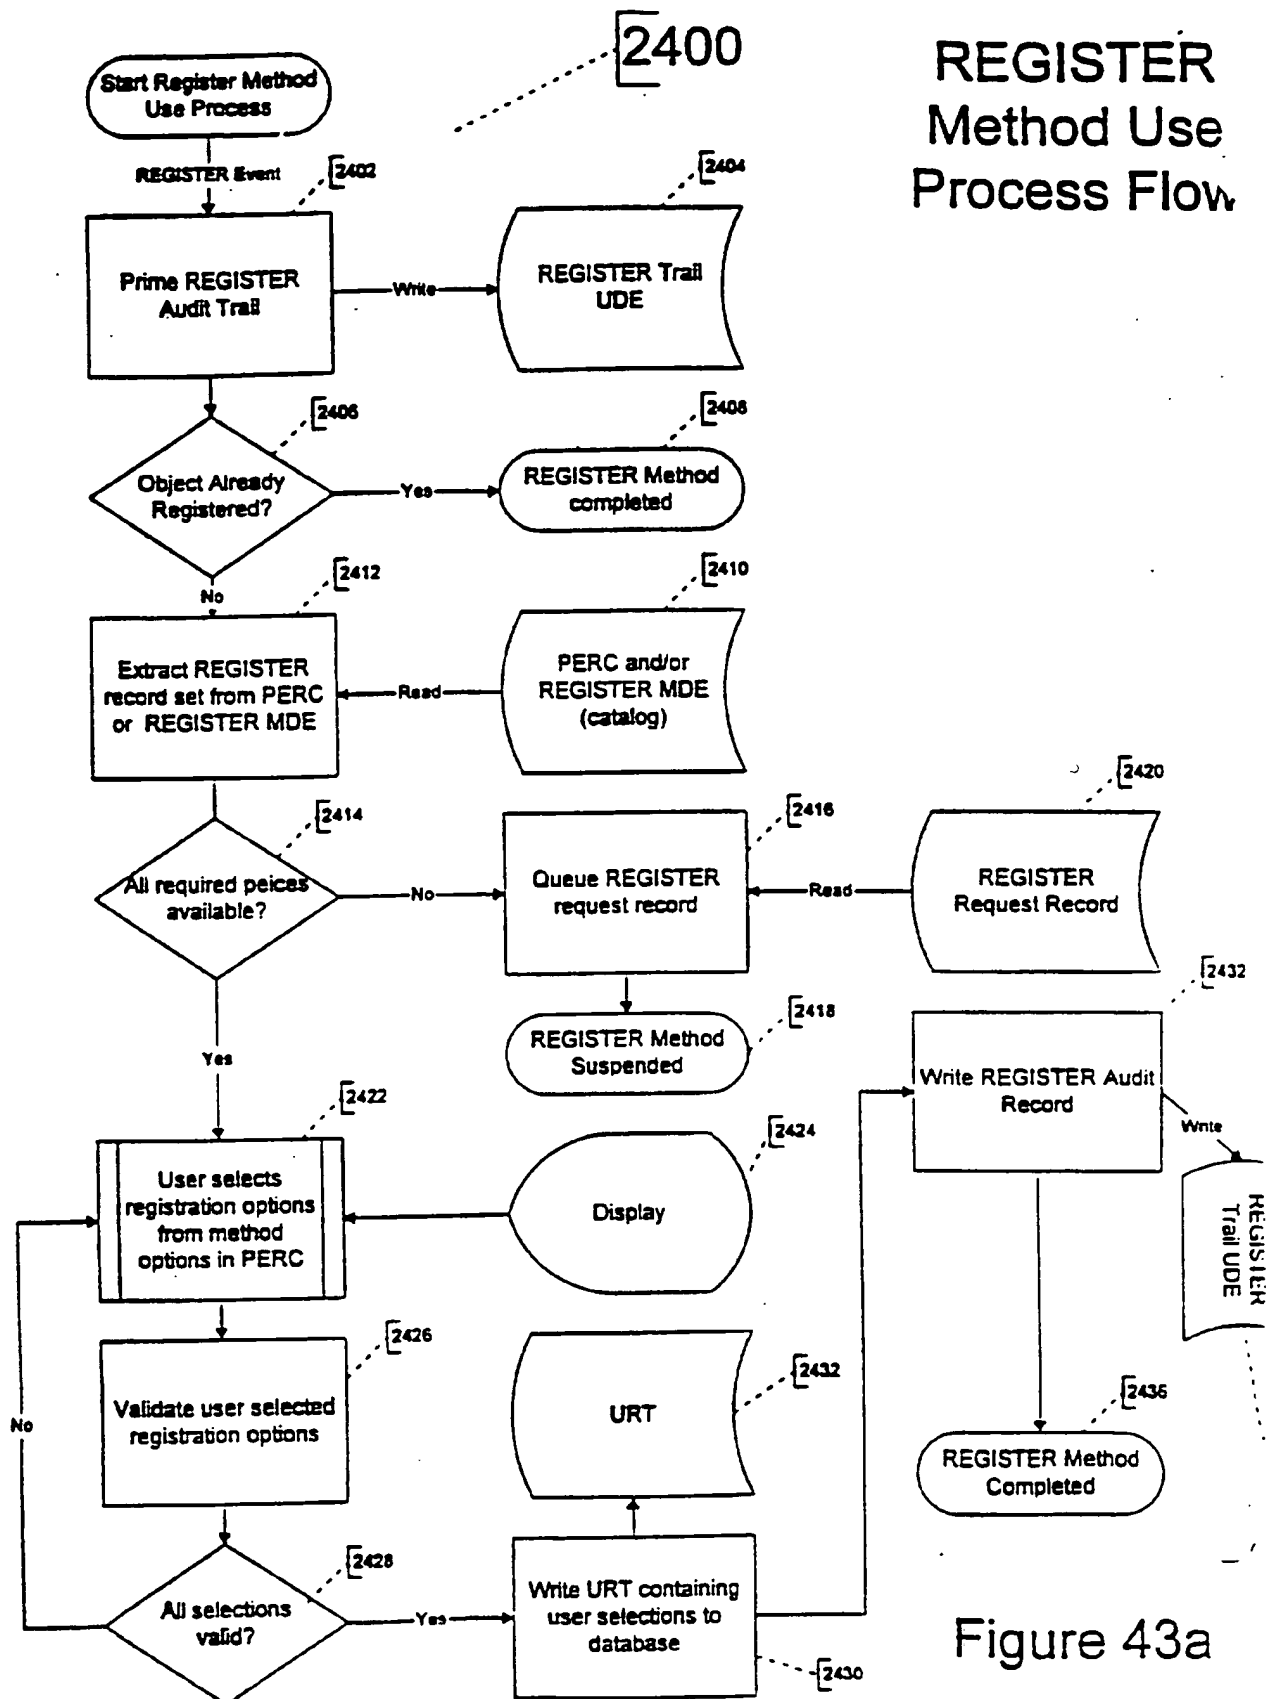 2400
REGISTER
Method Use
Process Flow
Start Register Method
Use Process
REGISTER Event
2402
2404
Prime REGISTER
Audit Trail
Write
REGISTER Trail
UDE
2406
2408
Object Already
Registered?
Yes
REGISTER Method
completed
No
2412
2410
Extract REGISTER
record set from PERC
or REGISTER MDE
Read
PERC and/or
REGISTER MDE
(catalog)
2414
2416
2420
All required peices
available?
No
Queue REGISTER
request record
Read
REGISTER
Request Record
2418
REGISTER Method
Suspended
2432
Write REGISTER Audit
Record
Write
REGISTER
Trail UDE
Yes
2422
2424
User selects
registration options
from method
options in PERC
Display
2426
2432
Validate user selected
registration options
URT
2436
REGISTER Method
Completed
No
2428
All selections
valid?
Yes
Write URT containing
user selections to
database
2430
Figure 43a